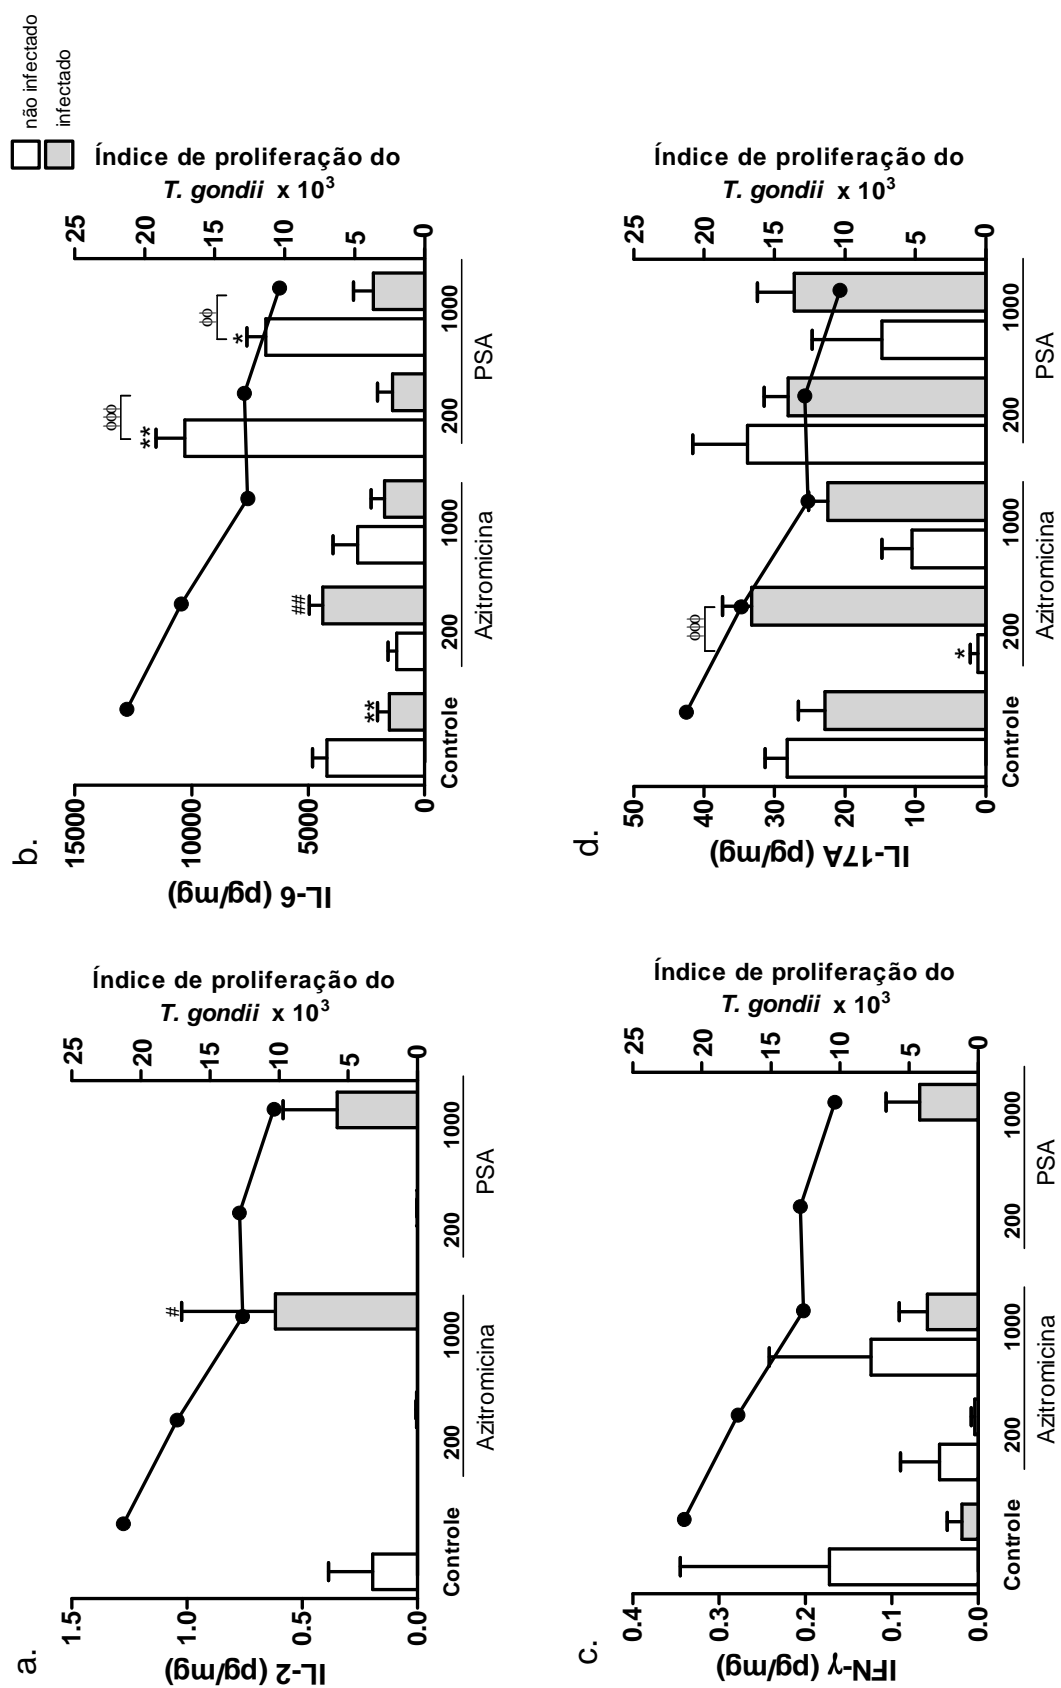 não infectado
infectado
a.
IL-2 (pg/mg)
1.5
1.0
0.5
0.0
#
Controle
200
1000
200
1000
Azitromicina
PSA
25
20
15
10
5
0
Índice de proliferação do
T. gondii x 10³
b.
IL-6 (pg/mg)
15000
10000
5000
0
**
##
**
ϕϕϕ
*
ϕϕ
Controle
200
1000
200
1000
Azitromicina
PSA
25
20
15
10
5
0
Índice de proliferação do
T. gondii x 10³
c.
IFN-γ (pg/mg)
0.4
0.3
0.2
0.1
0.0
Controle
200
1000
200
1000
Azitromicina
PSA
25
20
15
10
5
0
Índice de proliferação do
T. gondii x 10³
d.
IL-17A (pg/mg)
50
40
30
20
10
0
*
ϕϕϕ
Controle
200
1000
200
1000
Azitromicina
PSA
25
20
15
10
5
0
Índice de proliferação do
T. gondii x 10³